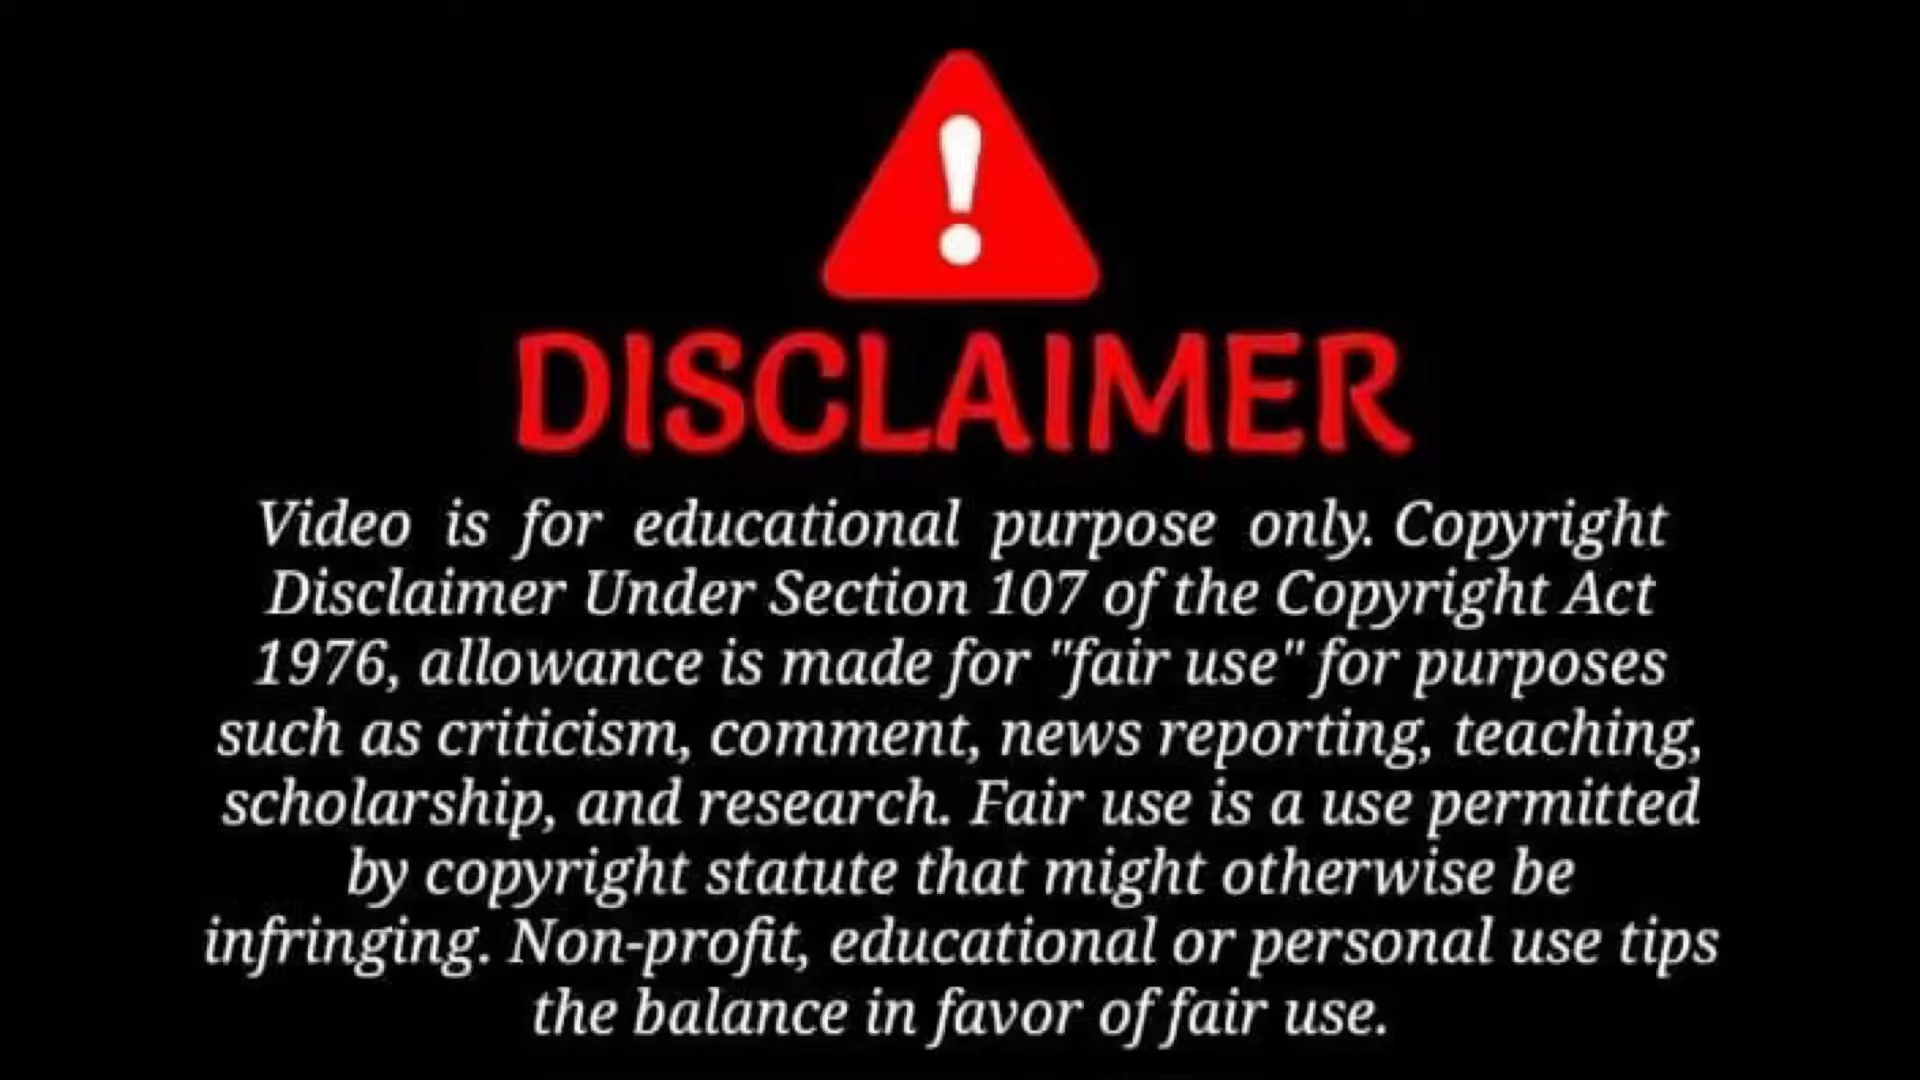 !
DISCLAIMER
Video is for educational purpose only. Copyright
Disclaimer Under Section 107 of the Copyright Act
1976, allowance is made for "fair use" for purposes
such as criticism, comment, news reporting, teaching,
scholarship, and research. Fair use is a use permitted
by copyright statute that might otherwise be
infringing. Non-profit, educational or personal use tips
the balance in favor of fair use.